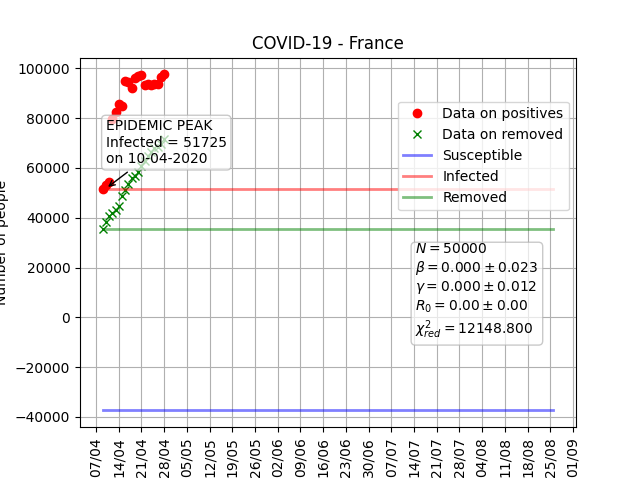 COVID-19 - France
Number of people
100000
80000
60000
40000
20000
0
−20000
−40000
EPIDEMIC PEAK
Infected = 51725
on 10-04-2020
Data on positives
Data on removed
Susceptible
Infected
Removed
N = 50000
β = 0.000 ± 0.023
γ = 0.000 ± 0.012
R₀ = 0.00 ± 0.00
χ²red = 12148.800
07/04
14/04
21/04
28/04
05/05
12/05
19/05
26/05
02/06
09/06
16/06
23/06
30/06
07/07
14/07
21/07
28/07
04/08
11/08
18/08
25/08
01/09